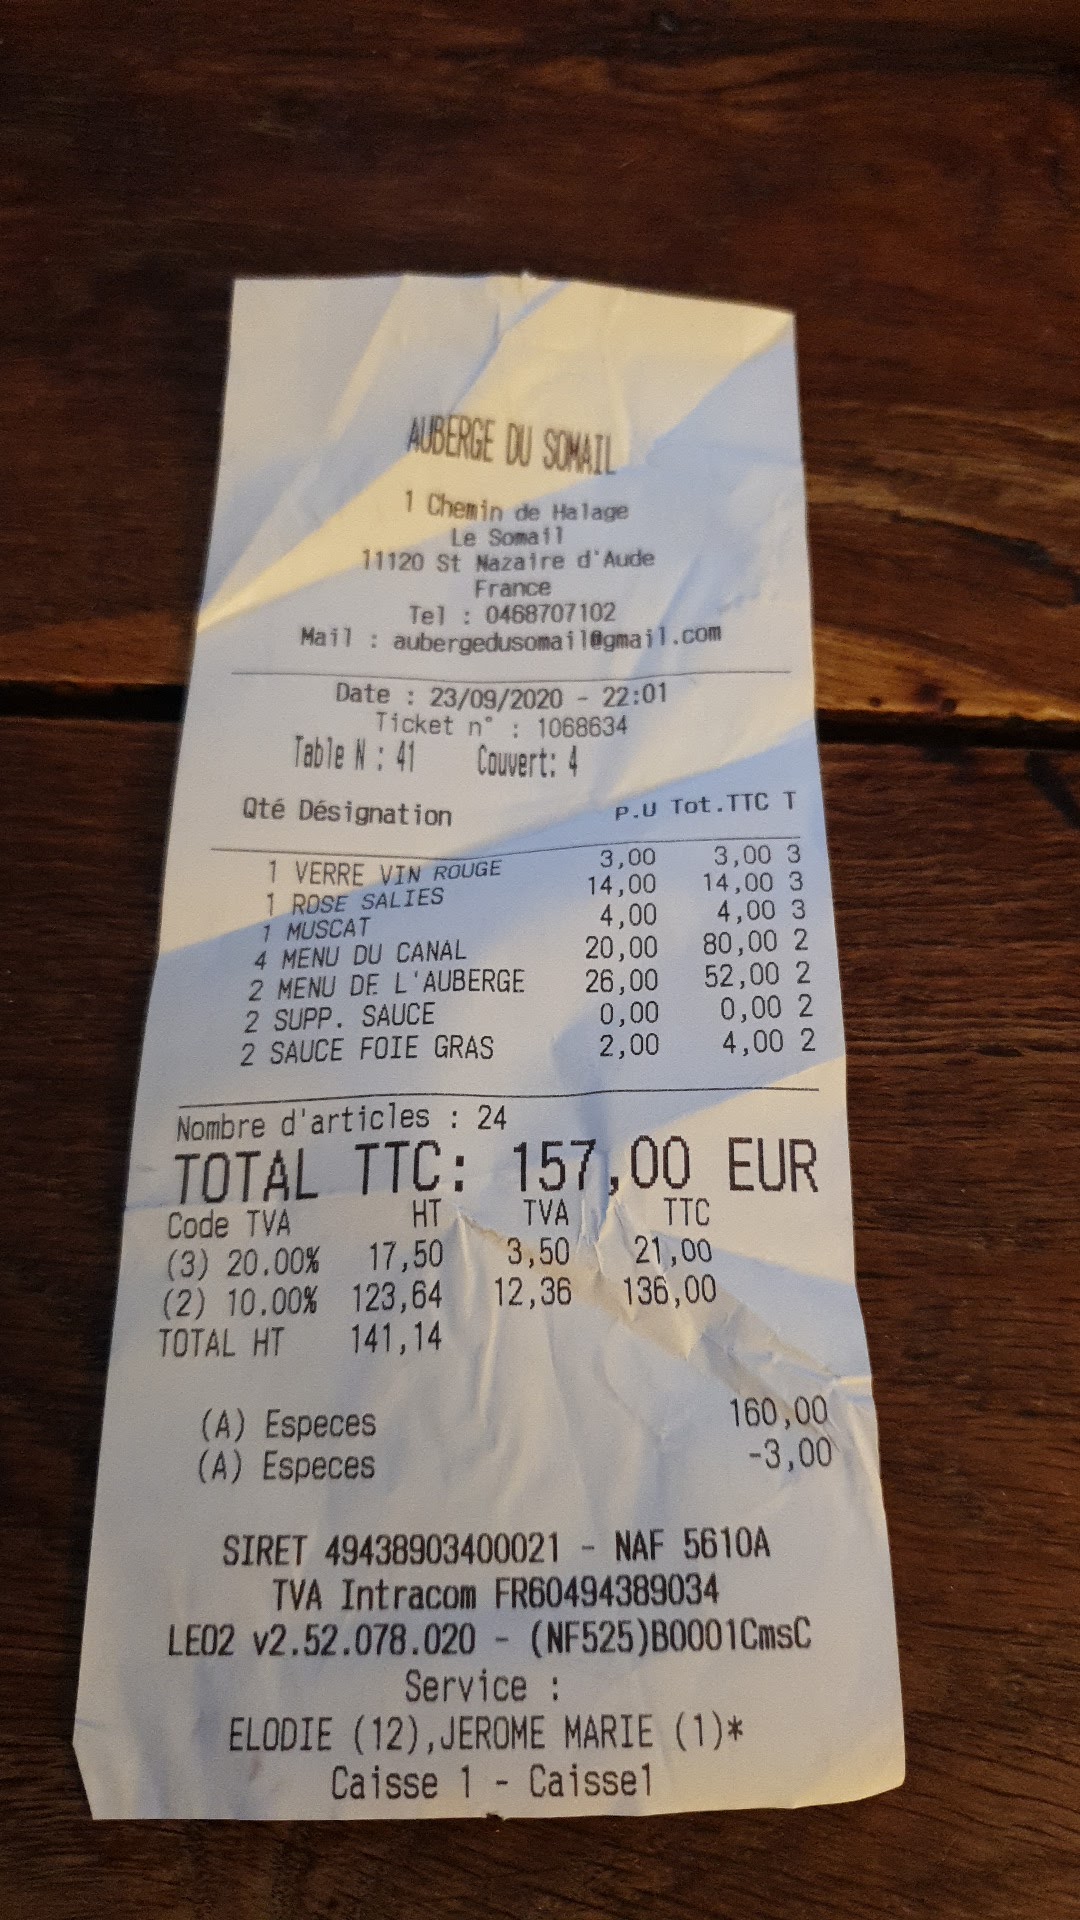 AUBERGE DU SOMAIL
1 Chemin de Halage
Le Somail
11120 St Nazaire d'Aude
France
Tel : 0468707102
Mail : aubergedusomail@gmail.com
Date : 23/09/2020 - 22:01
Ticket n° : 1068634
Table N : 41 Couvert: 4
Qté Désignation P.U Tot.TTC T
1 VERRE VIN ROUGE 3,00 3,00 3
1 ROSE SALIES 14,00 14,00 3
1 MUSCAT 4,00 4,00 3
4 MENU DU CANAL 20,00 80,00 2
2 MENU DE L'AUBERGE 26,00 52,00 2
2 SUPP. SAUCE 0,00 0,00 2
2 SAUCE FOIE GRAS 2,00 4,00 2
Nombre d'articles : 24
TOTAL TTC: 157,00 EUR
Code TVA HT TVA TTC
(3) 20.00% 17,50 3,50 21,00
(2) 10.00% 123,64 12,36 136,00
TOTAL HT 141,14
(A) Especes 160,00
(A) Especes -3,00
SIRET 49438903400021 - NAF 5610A
TVA Intracom FR60494389034
LEO2 v2.52.078.020 - (NF525)B0001CmsC
Service :
ELODIE (12),JEROME MARIE (1)*
Caisse 1 - Caisse1